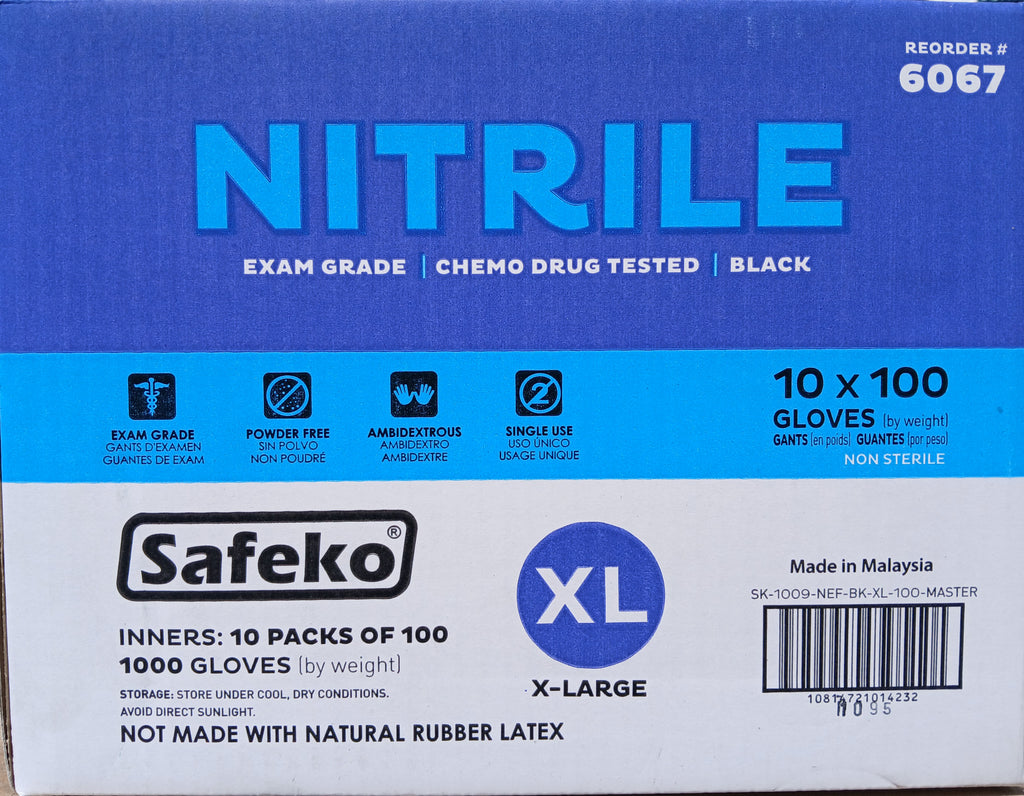 REORDER #
6067
NITRILE
EXAM GRADE | CHEMO DRUG TESTED | BLACK
EXAM GRADE
GANTS D'EXAMEN
GUANTES DE EXAM
POWDER FREE
SIN POLVO
NON POUDRÉ
AMBIDEXTROUS
AMBIDEXTRO
AMBIDEXTRE
2
SINGLE USE
USO ÚNICO
USAGE UNIQUE
10 x 100
GLOVES (by weight)
GANTS (en poids) GUANTES (por peso)
NON STERILE
Safeko®
INNERS: 10 PACKS OF 100
1000 GLOVES (by weight)
STORAGE: STORE UNDER COOL, DRY CONDITIONS.
AVOID DIRECT SUNLIGHT.
NOT MADE WITH NATURAL RUBBER LATEX
XL
X-LARGE
Made in Malaysia
SK-1009-NEF-BK-XL-100-MASTER
10814721014232